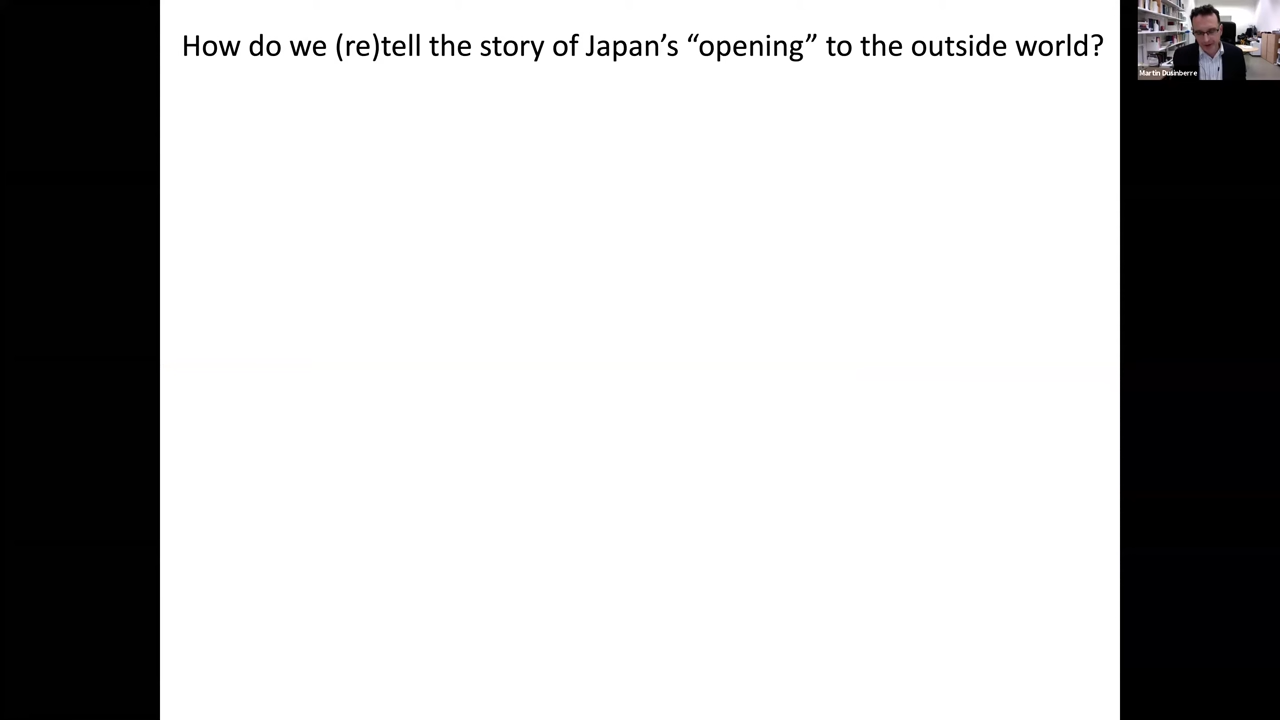 How do we (re)tell the story of Japan’s “opening” to the outside world?
Martin Dusinberre